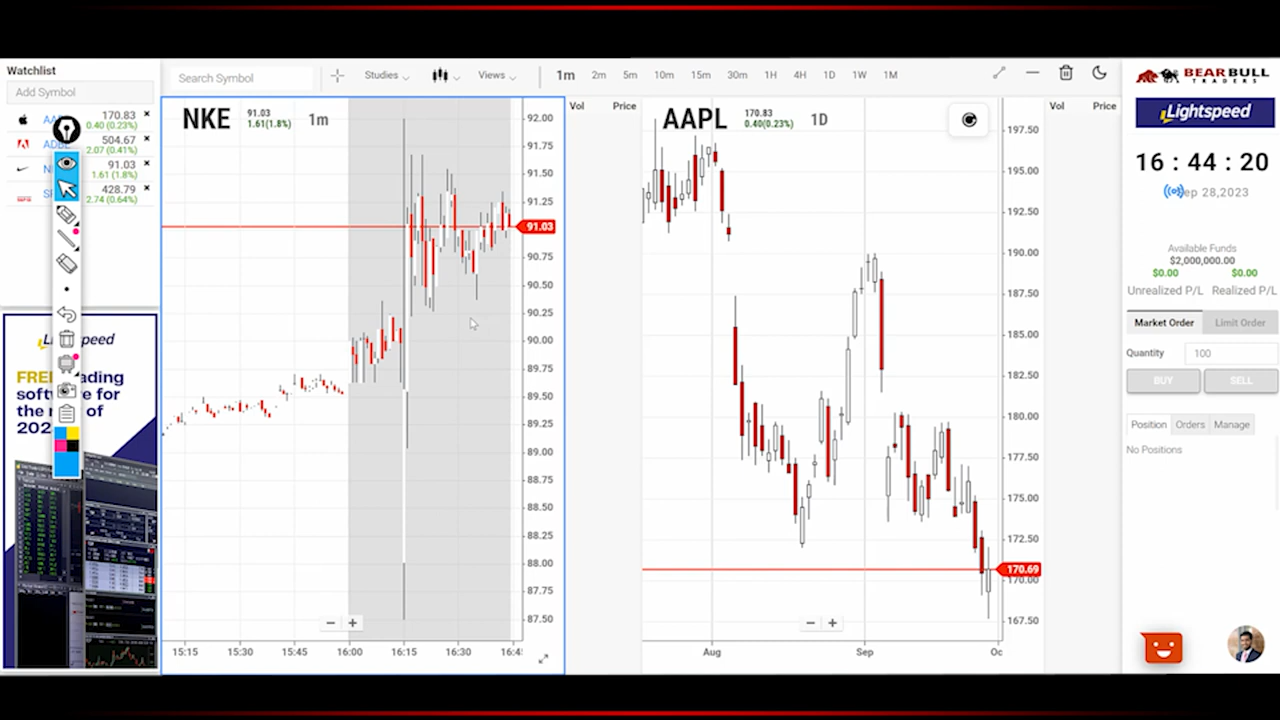 Watchlist
Add Symbol
170.83
0.40 (0.23%)
504.67
2.07 (0.41%)
91.03
1.61 (1.8%)
428.79
2.74 (0.64%)
Search Symbol
Studies
Views
1m 2m 5m 10m 15m 30m 1H 4H 1D 1W 1M
NKE
91.03
1.61(1.8%)
1m
92.00
91.75
91.50
91.25
91.03
90.75
90.50
90.25
90.00
89.75
89.50
89.25
89.00
88.75
88.50
88.25
88.00
87.75
87.50
15:15 15:30 15:45 16:00 16:15 16:30
Vol Price
AAPL
170.83
0.40(0.23%)
1D
197.50
195.00
192.50
190.00
187.50
185.00
182.50
180.00
177.50
175.00
172.50
170.69
170.00
167.50
Aug Sep
Vol Price
BEAR BULL
TRADERS
Lightspeed
16 : 44 : 20
Sep 28,2023
Available Funds
$2,000,000.00
$0.00 $0.00
Unrealized P/L Realized P/L
Market Order Limit Order
Quantity 100
BUY SELL
Position Orders Manage
No Positions